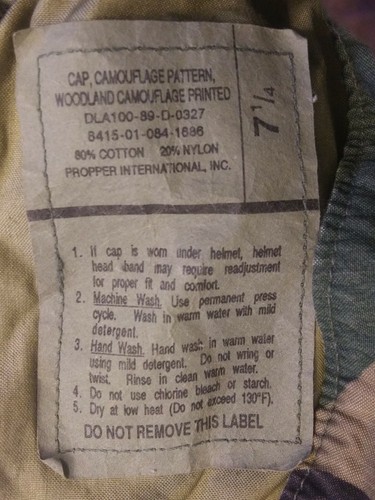 CAP, CAMOUFLAGE PATTERN,
WOODLAND CAMOUFLAGE PRINTED
DLA100-89-D-0327
8415-01-084-1686
80% COTTON 20% NYLON
PROPPER INTERNATIONAL, INC.
7 1/4
1. If cap is worn under helmet, helmet
head band may require readjustment
for proper fit and comfort.
2. Machine Wash. Use permanent press
cycle. Wash in warm water with mild
detergent.
3. Hand Wash. Hand wash in warm water
using mild detergent. Do not wring or
twist. Rinse in clean warm water.
4. Do not use chlorine bleach or starch.
5. Dry at low heat (Do not exceed 130°F).
DO NOT REMOVE THIS LABEL